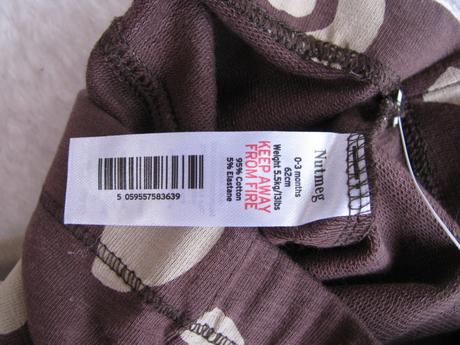 Nutmeg
0-3 months
62cm
Weight 5.5kg/13lbs
KEEP AWAY
FROM FIRE
95% Cotton
5% Elastane
5 059557583639